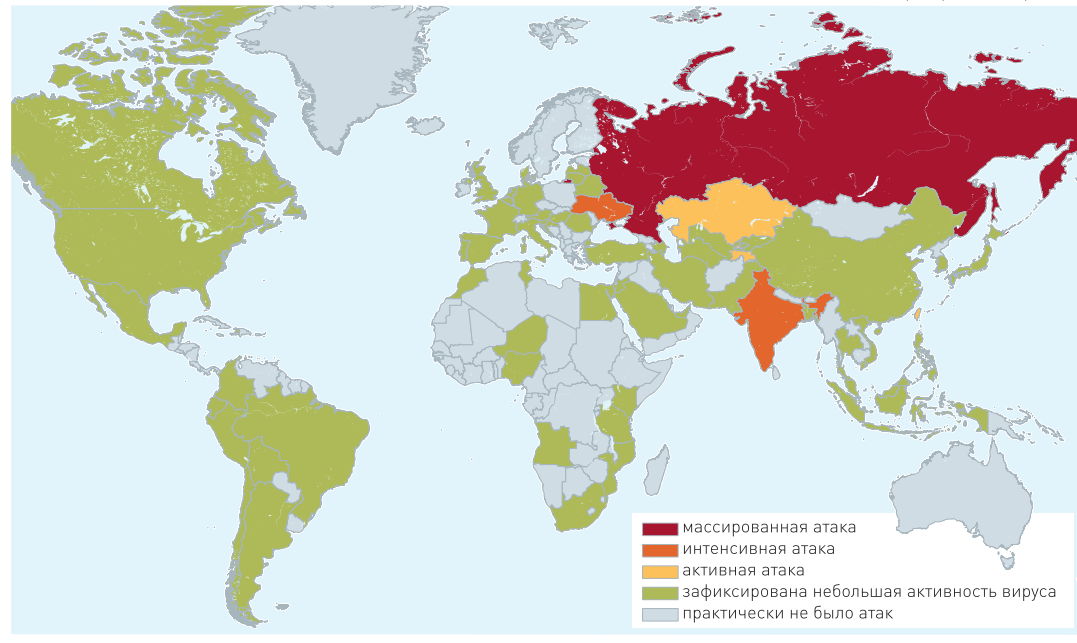 массированная атака
интенсивная атака
активная атака
зафиксирована небольшая активность вируса
практически не было атак